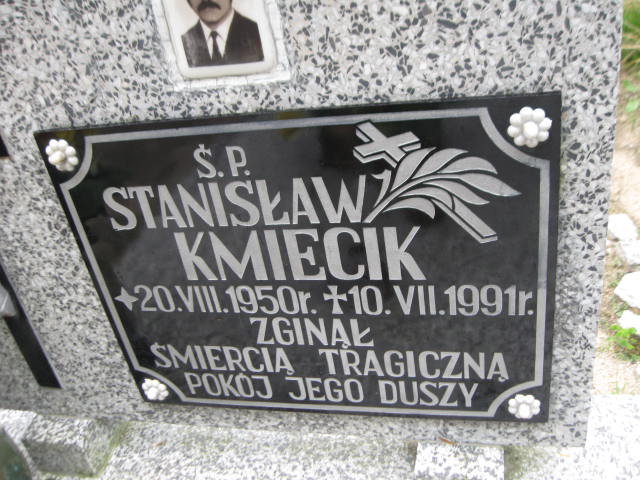 Ś.P.
STANISŁAW
KMIECIK
20.VIII.1950r. 10.VII.1991r.
ZGINĄŁ
ŚMIERCIĄ TRAGICZNĄ
POKÓJ JEGO DUSZY